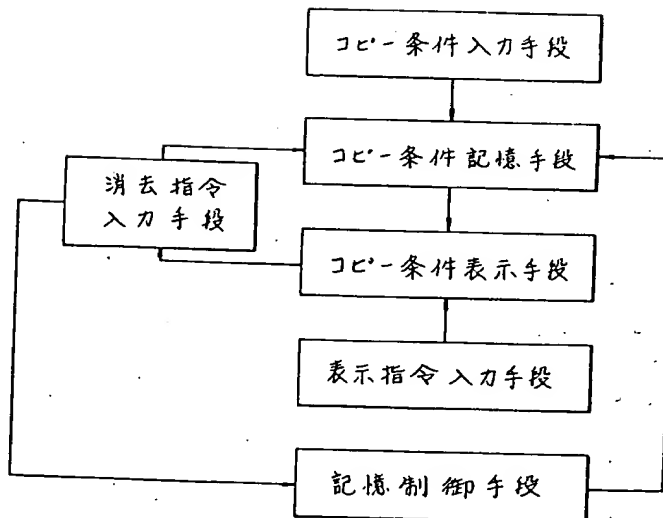 コピー条件入力手段
コピー条件記憶手段
消去指令
入力手段
コピー条件表示手段
表示指令入力手段
記憶制御手段